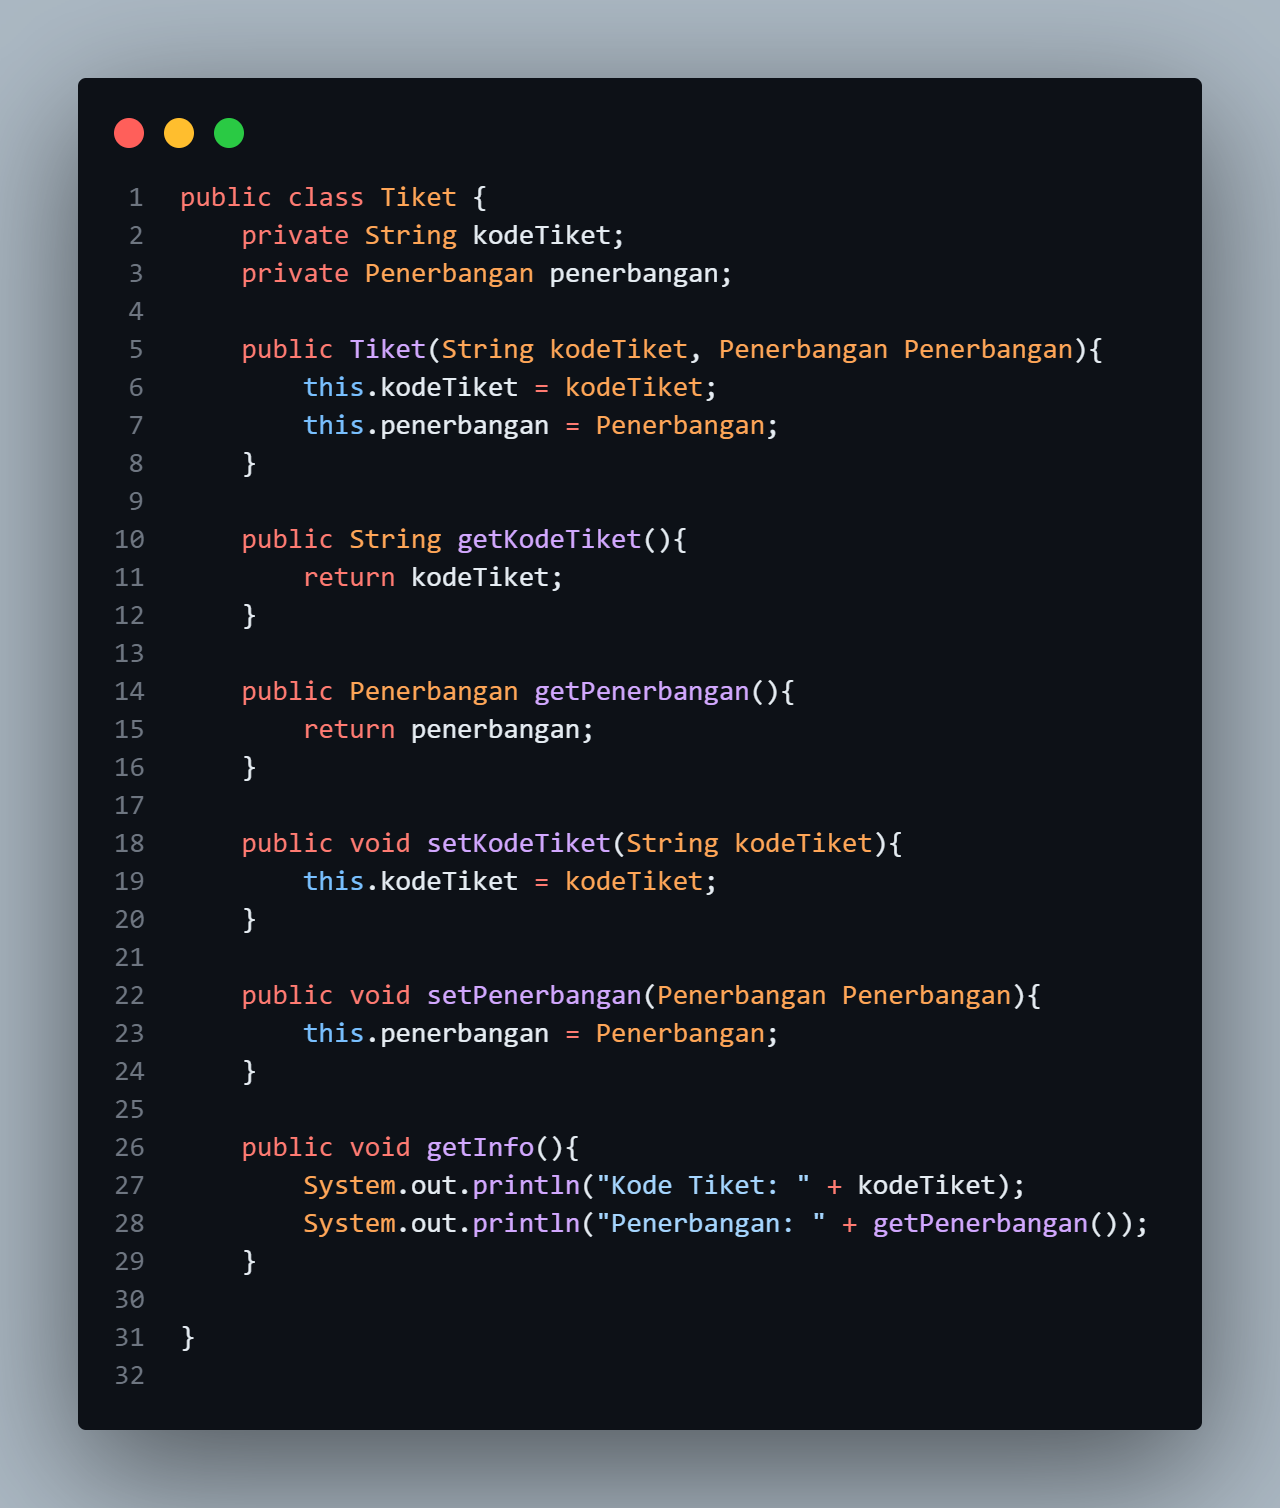 1 public class Tiket {
2     private String kodeTiket;
3     private Penerbangan penerbangan;
4
5     public Tiket(String kodeTiket, Penerbangan Penerbangan){
6         this.kodeTiket = kodeTiket;
7         this.penerbangan = Penerbangan;
8     }
9
10     public String getKodeTiket(){
11         return kodeTiket;
12     }
13
14     public Penerbangan getPenerbangan(){
15         return penerbangan;
16     }
17
18     public void setKodeTiket(String kodeTiket){
19         this.kodeTiket = kodeTiket;
20     }
21
22     public void setPenerbangan(Penerbangan Penerbangan){
23         this.penerbangan = Penerbangan;
24     }
25
26     public void getInfo(){
27         System.out.println("Kode Tiket: " + kodeTiket);
28         System.out.println("Penerbangan: " + getPenerbangan());
29     }
30
31 }
32